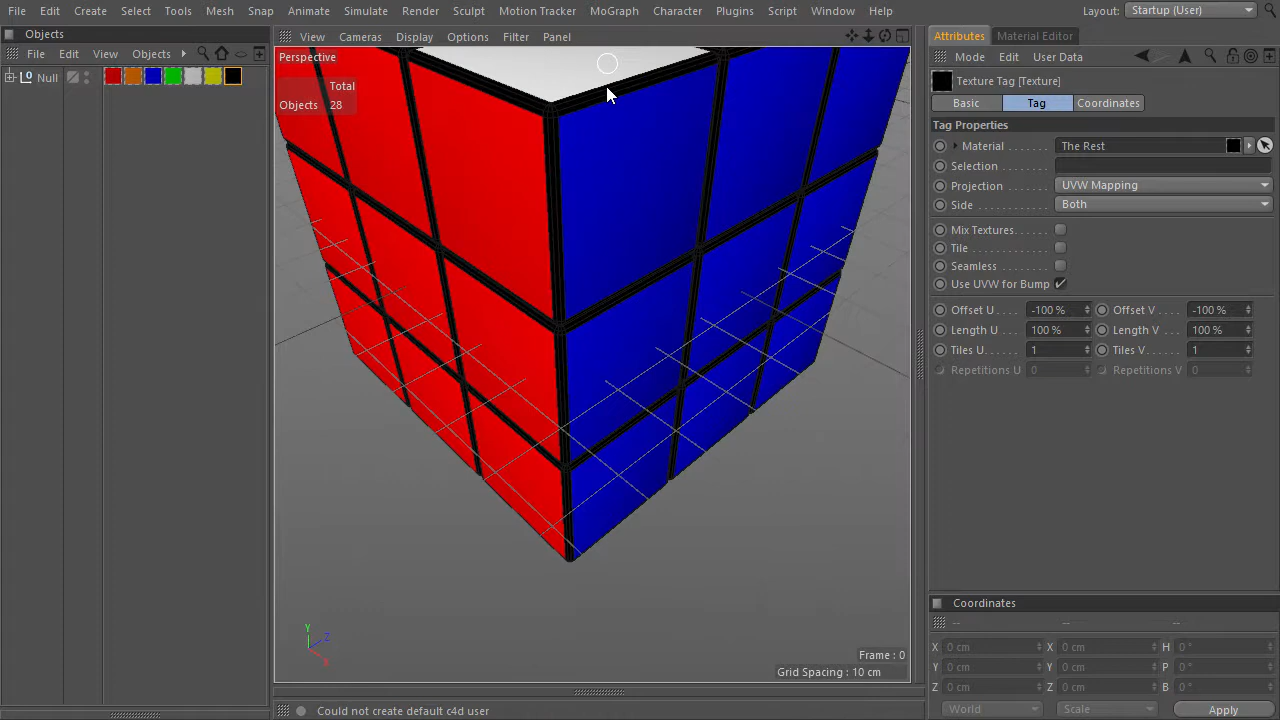 File Edit Create Select Tools Mesh Snap Animate Simulate Render Sculpt Motion Tracker MoGraph Character Plugins Script Window Help Layout: Startup (User)
Objects
File Edit View Objects
Null
View Cameras Display Options Filter Panel
Perspective
Total
Objects 28
Frame : 0
Grid Spacing : 10 cm
Y
Z
X
Could not create default c4d user
Attributes Material Editor
Mode Edit User Data
Texture Tag [Texture]
Basic Tag Coordinates
Tag Properties
Material . . . . . . . The Rest
Selection . . . . . .
Projection . . . . . UVW Mapping
Side . . . . . . . . . . Both
Mix Textures. . . . .
Tile . . . . . . . . . . . .
Seamless . . . . . . .
Use UVW for Bump
Offset U . . . . -100 % Offset V . . . . -100 %
Length U . . . 100 % Length V . . . 100 %
Tiles U. . . . . . 1 Tiles V. . . . . . 1
Repetitions U 0 Repetitions V 0
Coordinates
-- -- --
X 0 cm X 0 cm H 0 °
Y 0 cm Y 0 cm P 0 °
Z 0 cm Z 0 cm B 0 °
World Scale Apply